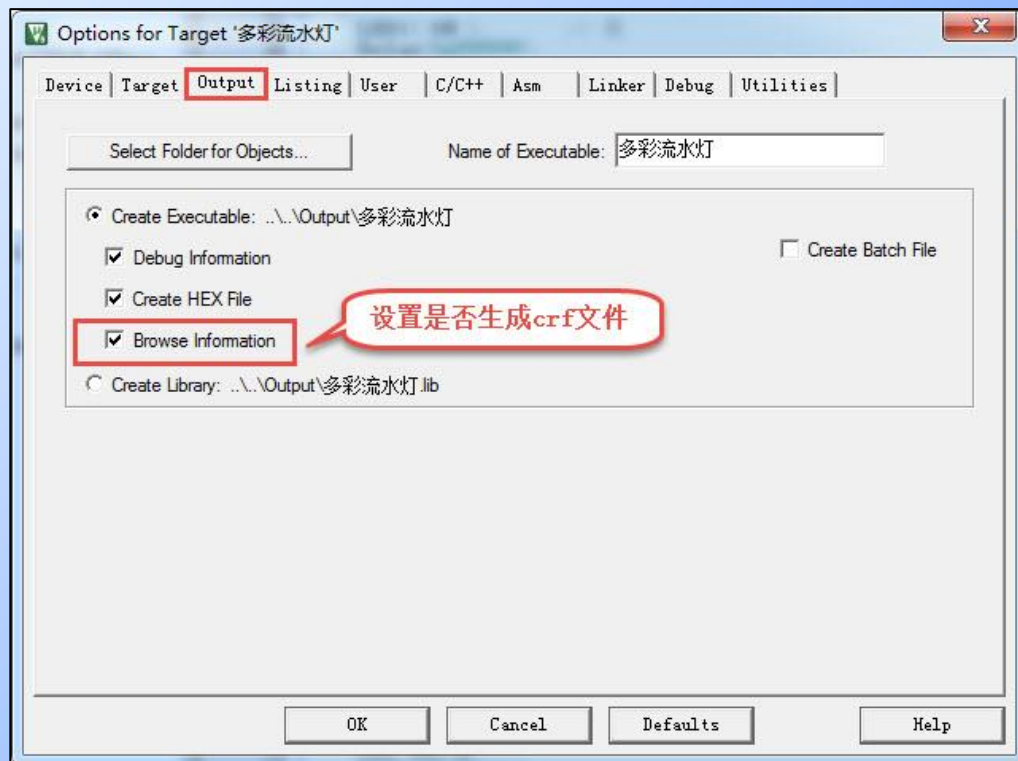 Options for Target '多彩流水灯'
Device Target Output Listing User C/C++ Asm Linker Debug Utilities
Select Folder for Objects... Name of Executable: 多彩流水灯
Create Executable: ..\..\Output\多彩流水灯
Debug Information Create Batch File
Create HEX File
设置是否生成crf文件
Browse Information
Create Library: ..\..\Output\多彩流水灯.lib
OK Cancel Defaults Help